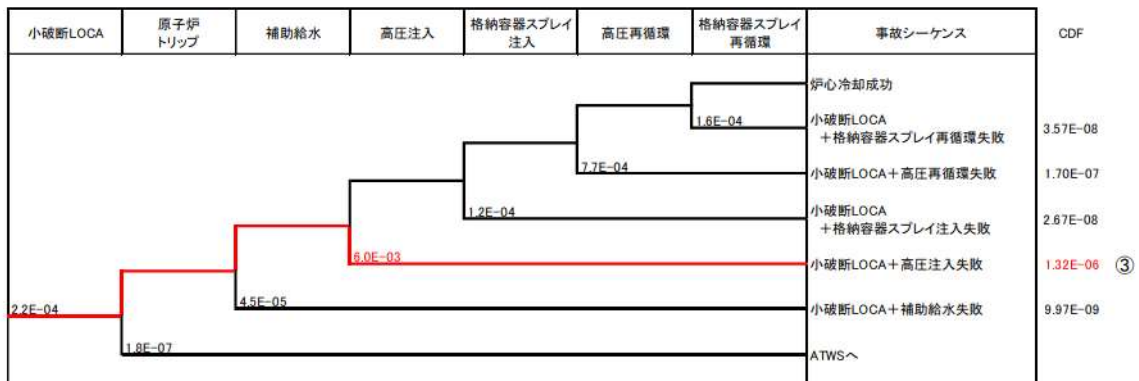 小破断LOCA
原子炉
トリップ
補助給水
高圧注入
格納容器スプレイ
注入
高圧再循環
格納容器スプレイ
再循環
事故シーケンス
CDF
炉心冷却成功
1.6E-04
小破断LOCA
+格納容器スプレイ再循環失敗
3.57E-08
7.7E-04
小破断LOCA+高圧再循環失敗
1.70E-07
1.2E-04
小破断LOCA
+格納容器スプレイ注入失敗
2.67E-08
6.0E-03
小破断LOCA+高圧注入失敗
1.32E-06
③
2.2E-04
4.5E-05
小破断LOCA+補助給水失敗
9.97E-09
1.8E-07
ATWSへ